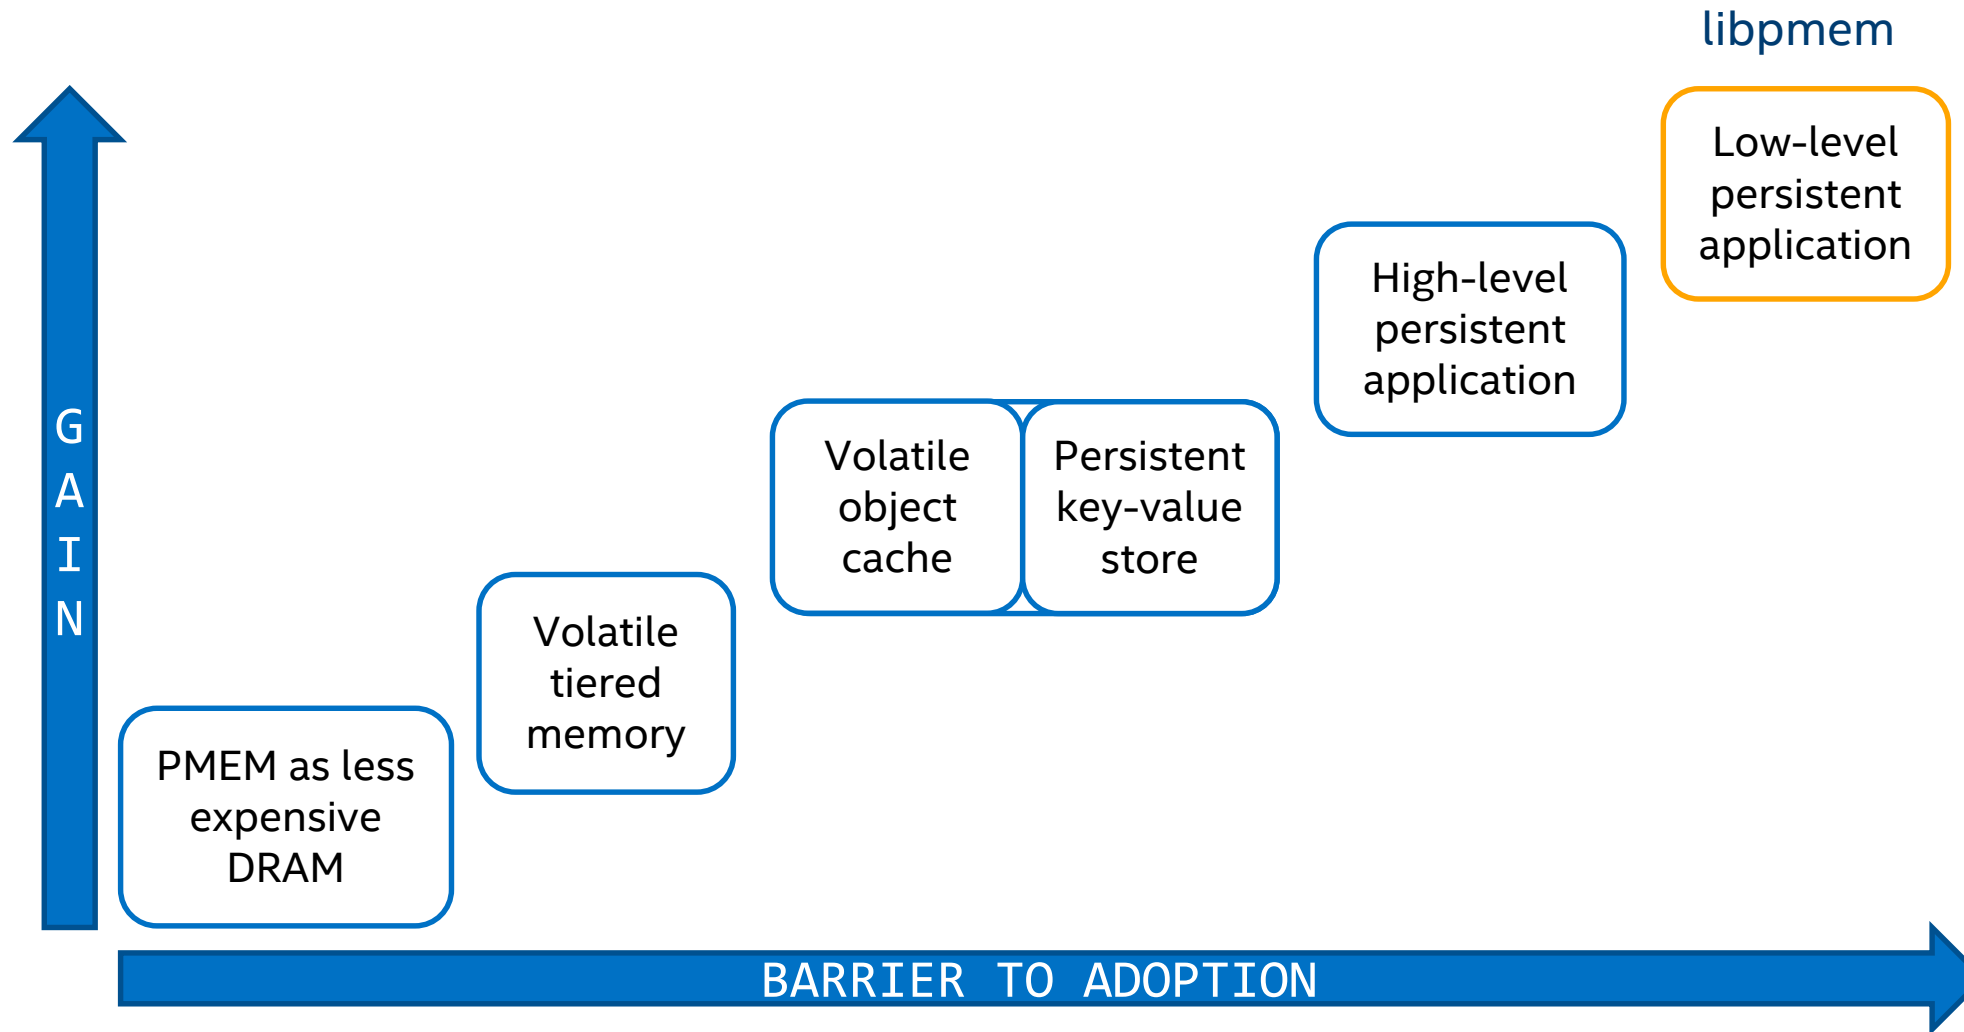 libpmem
Low-level
persistent
application
High-level
persistent
application
Volatile
object
cache
Persistent
key-value
store
Volatile
tiered
memory
PMEM as less
expensive
DRAM
GAIN
BARRIER TO ADOPTION